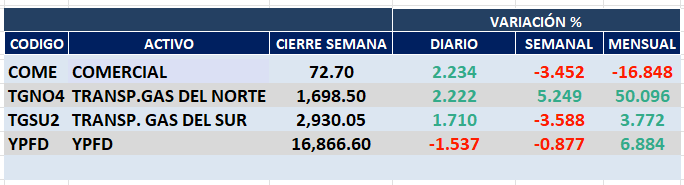 VARIACIÓN %
CODIGO ACTIVO CIERRE SEMANA DIARIO SEMANAL MENSUAL
COME COMERCIAL 72.70 2.234 -3.452 -16.848
TGNO4 TRANSP.GAS DEL NORTE 1,698.50 2.222 5.249 50.096
TGSU2 TRANSP. GAS DEL SUR 2,930.05 1.710 -3.588 3.772
YPFD YPFD 16,866.60 -1.537 -0.877 6.884